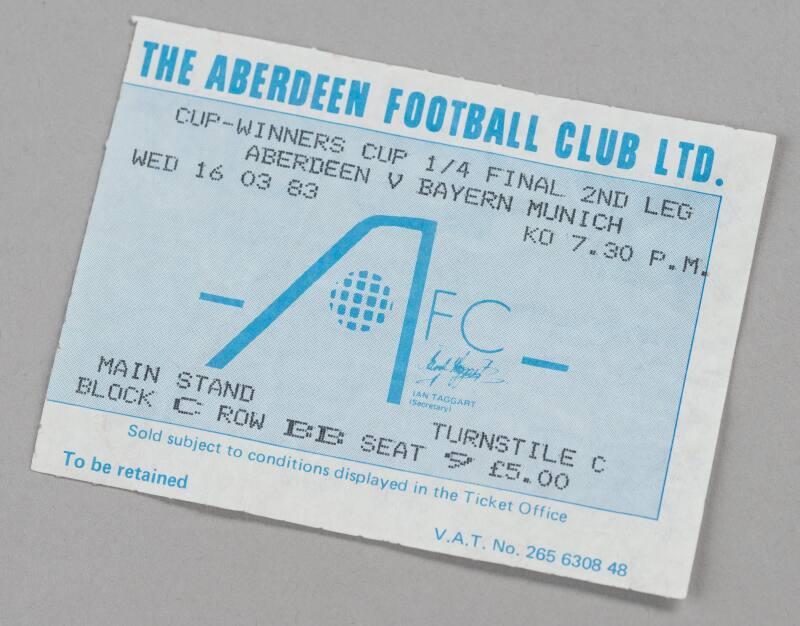 THE ABERDEEN FOOTBALL CLUB LTD.
CUP-WINNERS CUP 1/4 FINAL 2ND LEG
ABERDEEN V BAYERN MUNICH
WED 16 03 83
KO 7.30 P.M.
AFC
IAN TAGGART
(Secretary)
MAIN STAND
TURNSTILE C
BLOCK C ROW BB SEAT 9 £5.00
Sold subject to conditions displayed in the Ticket Office
To be retained
V.A.T. No. 265 6308 48